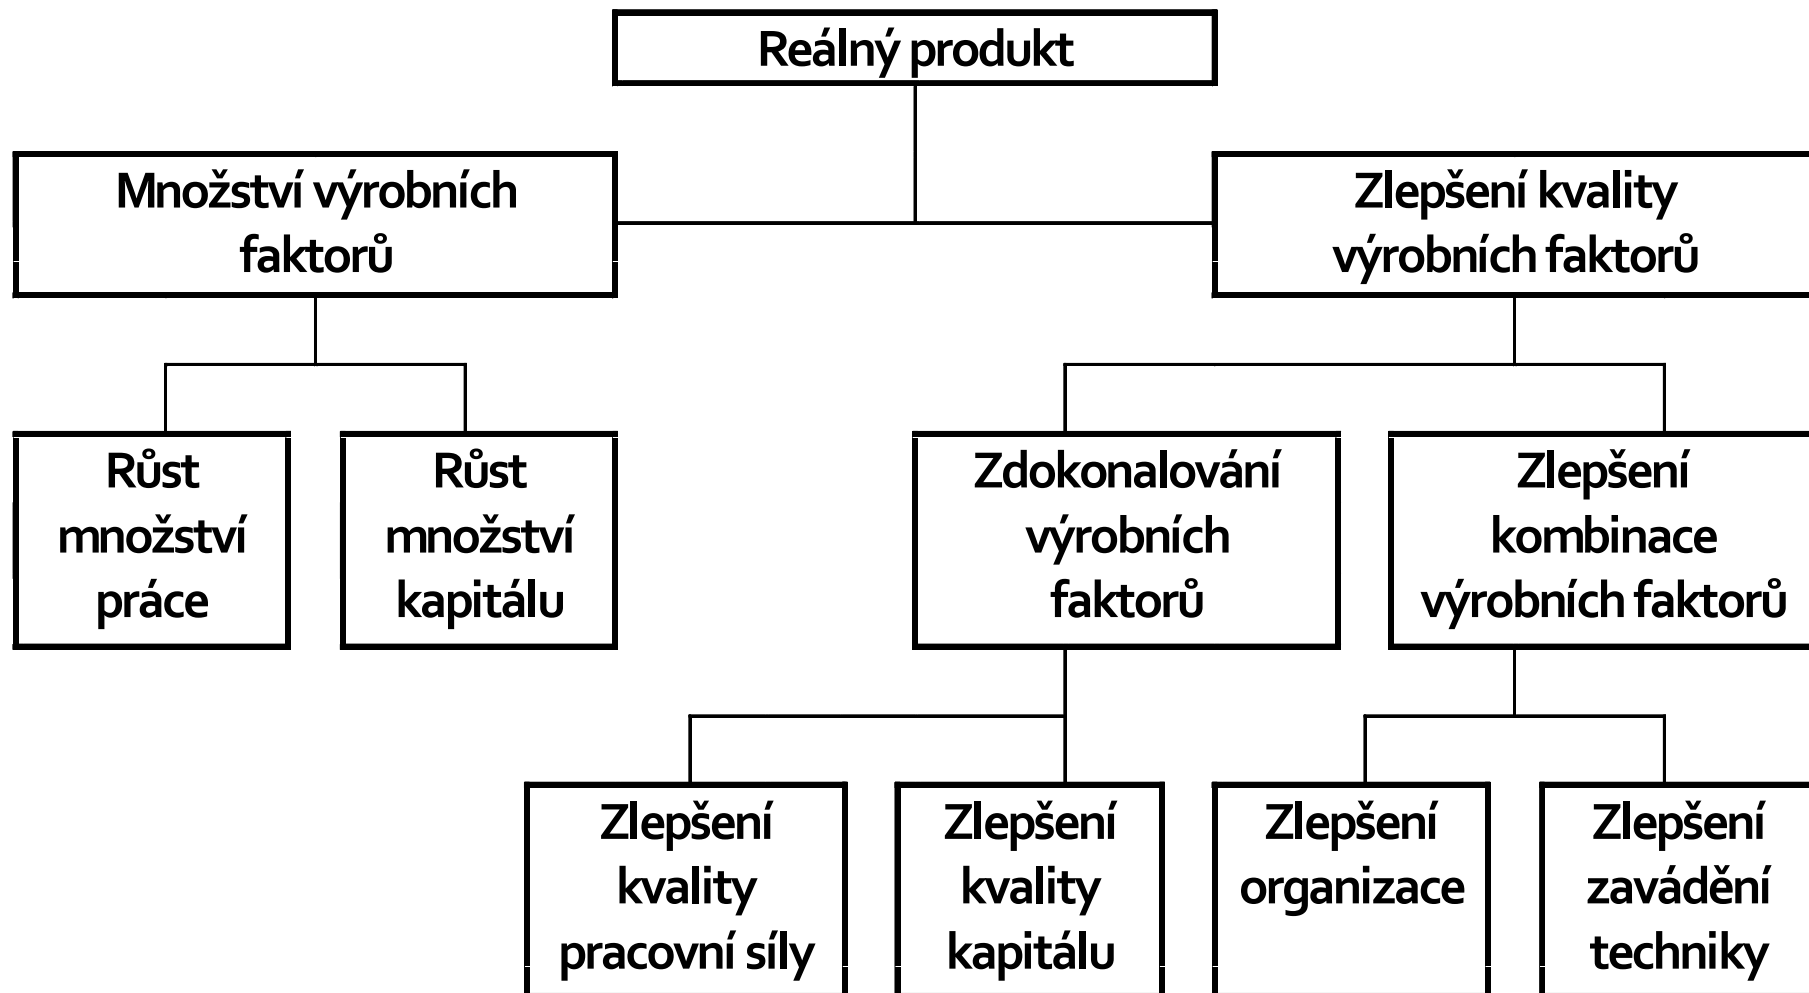 Reálný produkt
Množství výrobních
faktorů
Zlepšení kvality
výrobních faktorů
Růst
množství
práce
Růst
množství
kapitálu
Zdokonalování
výrobních
faktorů
Zlepšení
kombinace
výrobních faktorů
Zlepšení
kvality
pracovní síly
Zlepšení
kvality
kapitálu
Zlepšení
organizace
Zlepšení
zavádění
techniky